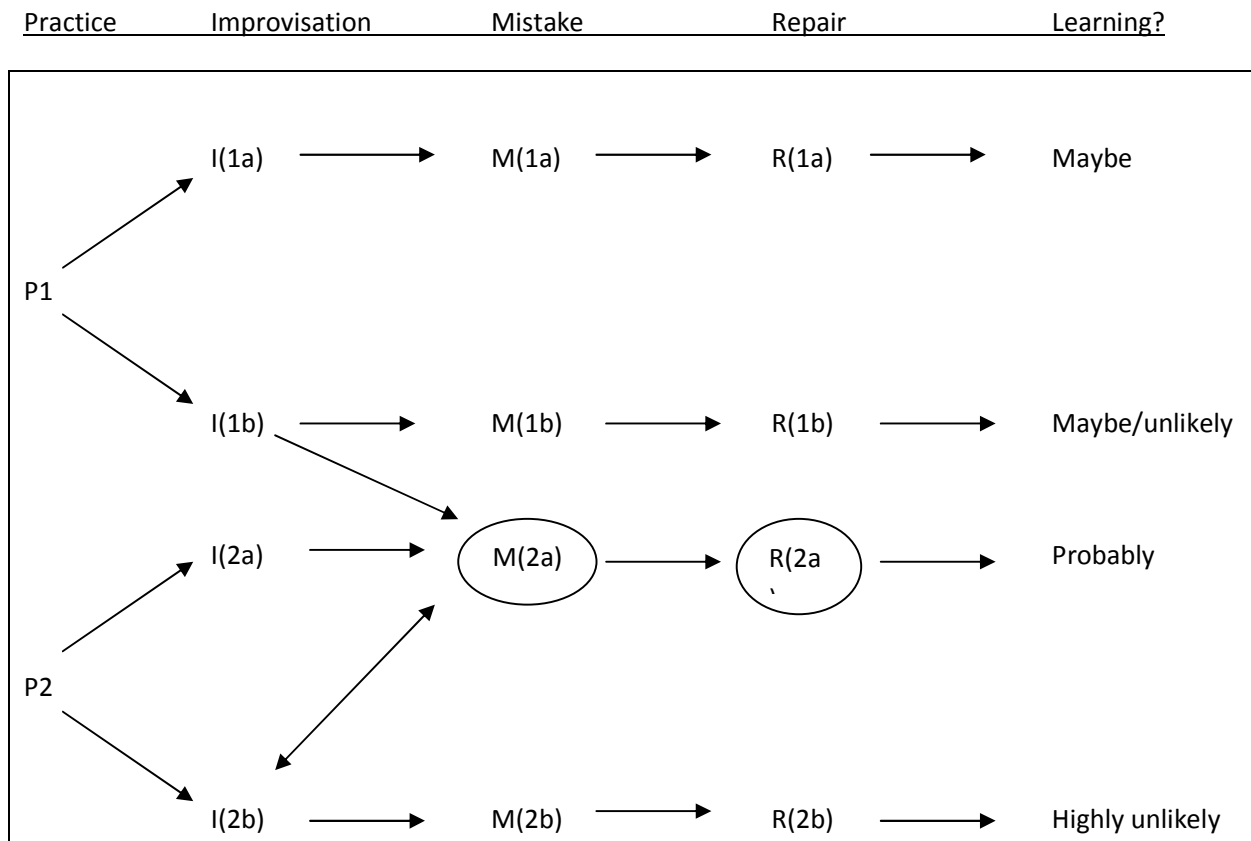 Practice Improvisation Mistake Repair Learning?
I(1a) M(1a) R(1a) Maybe
P1
I(1b) M(1b) R(1b) Maybe/unlikely
I(2a) M(2a) R(2a Probably
P2
I(2b) M(2b) R(2b) Highly unlikely